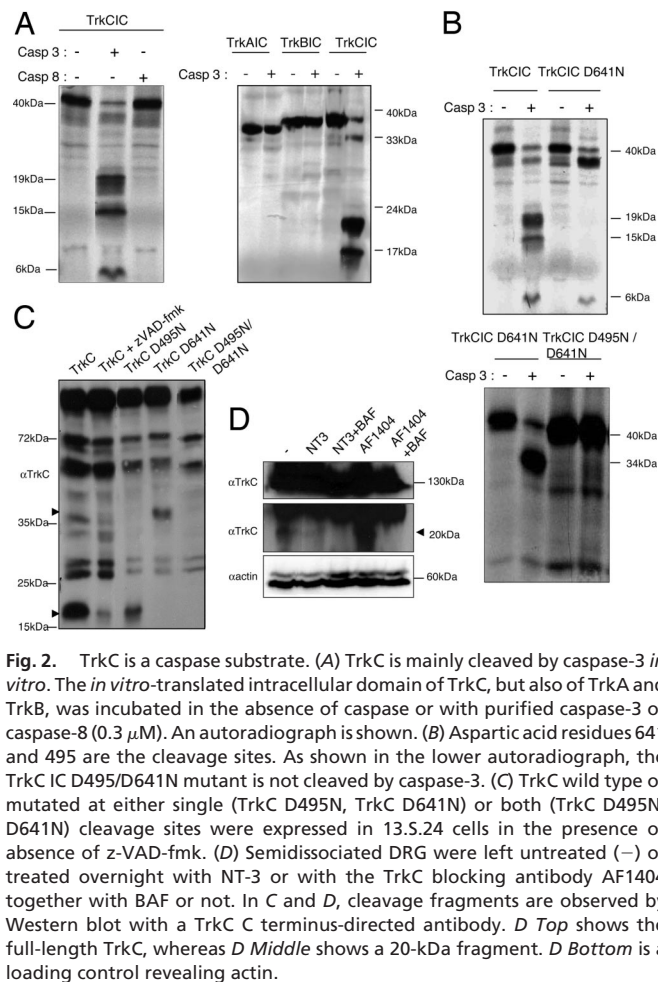 A
TrkCIC
Casp 3 : - + -
Casp 8 : - - +
40kDa
19kDa
15kDa
6kDa
TrkAIC TrkBIC TrkCIC
Casp 3 : - + - + - +
40kDa
33kDa
24kDa
17kDa
B
TrkCIC TrkCIC D641N
Casp 3 : - + - +
40kDa
19kDa
15kDa
6kDa
TrkCIC D641N TrkCIC D495N /
D641N
Casp 3 : - + - +
40kDa
34kDa
C
TrkC
TrkC + zVAD-fmk
TrkC D495N
TrkC D641N
TrkC D495N/
D641N
72kDa
αTrkC
35kDa
25kDa
15kDa
D
-
NT3
NT3+BAF
AF1404
AF1404
+BAF
αTrkC 130kDa
αTrkC 20kDa
αactin 60kDa
Fig. 2. TrkC is a caspase substrate. (A) TrkC is mainly cleaved by caspase-3 in
vitro. The in vitro-translated intracellular domain of TrkC, but also of TrkA and
TrkB, was incubated in the absence of caspase or with purified caspase-3 o
caspase-8 (0.3 μM). An autoradiograph is shown. (B) Aspartic acid residues 641
and 495 are the cleavage sites. As shown in the lower autoradiograph, the
TrkC IC D495/D641N mutant is not cleaved by caspase-3. (C) TrkC wild type o
mutated at either single (TrkC D495N, TrkC D641N) or both (TrkC D495N
D641N) cleavage sites were expressed in 13.S.24 cells in the presence o
absence of z-VAD-fmk. (D) Semidissociated DRG were left untreated (−) o
treated overnight with NT-3 or with the TrkC blocking antibody AF1404
together with BAF or not. In C and D, cleavage fragments are observed by
Western blot with a TrkC C terminus-directed antibody. D Top shows the
full-length TrkC, whereas D Middle shows a 20-kDa fragment. D Bottom is a
loading control revealing actin.